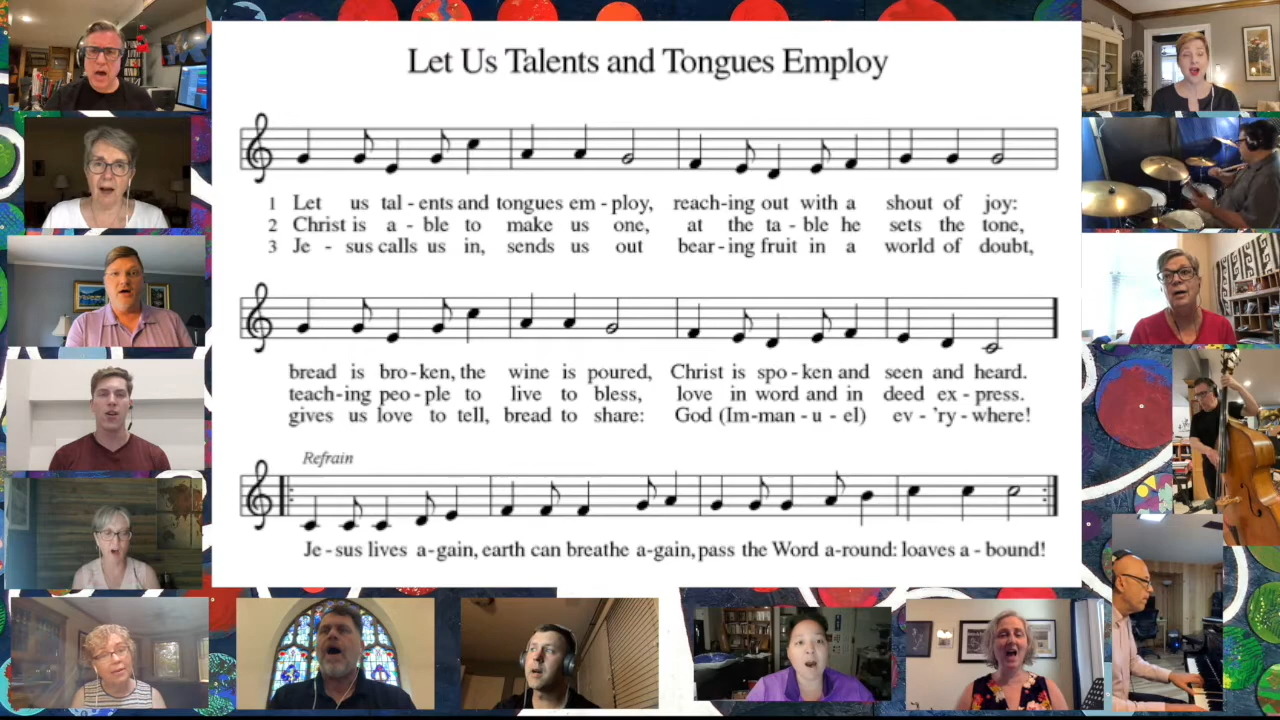 Let Us Talents and Tongues Employ
1 Let us tal - ents and tongues em - ploy, reach - ing out with a shout of joy:
2 Christ is a - ble to make us one, at the ta - ble he sets the tone,
3 Je - sus calls us in, sends us out bear - ing fruit in a world of doubt,
bread is bro - ken, the wine is poured, Christ is spo - ken and seen and heard.
teach - ing peo - ple to live to bless, love in word and in deed ex - press.
gives us love to tell, bread to share: God (Im - man - u - el) ev - 'ry - where!
Refrain
Je - sus lives a - gain, earth can breathe a - gain, pass the Word a - round: loaves a - bound!